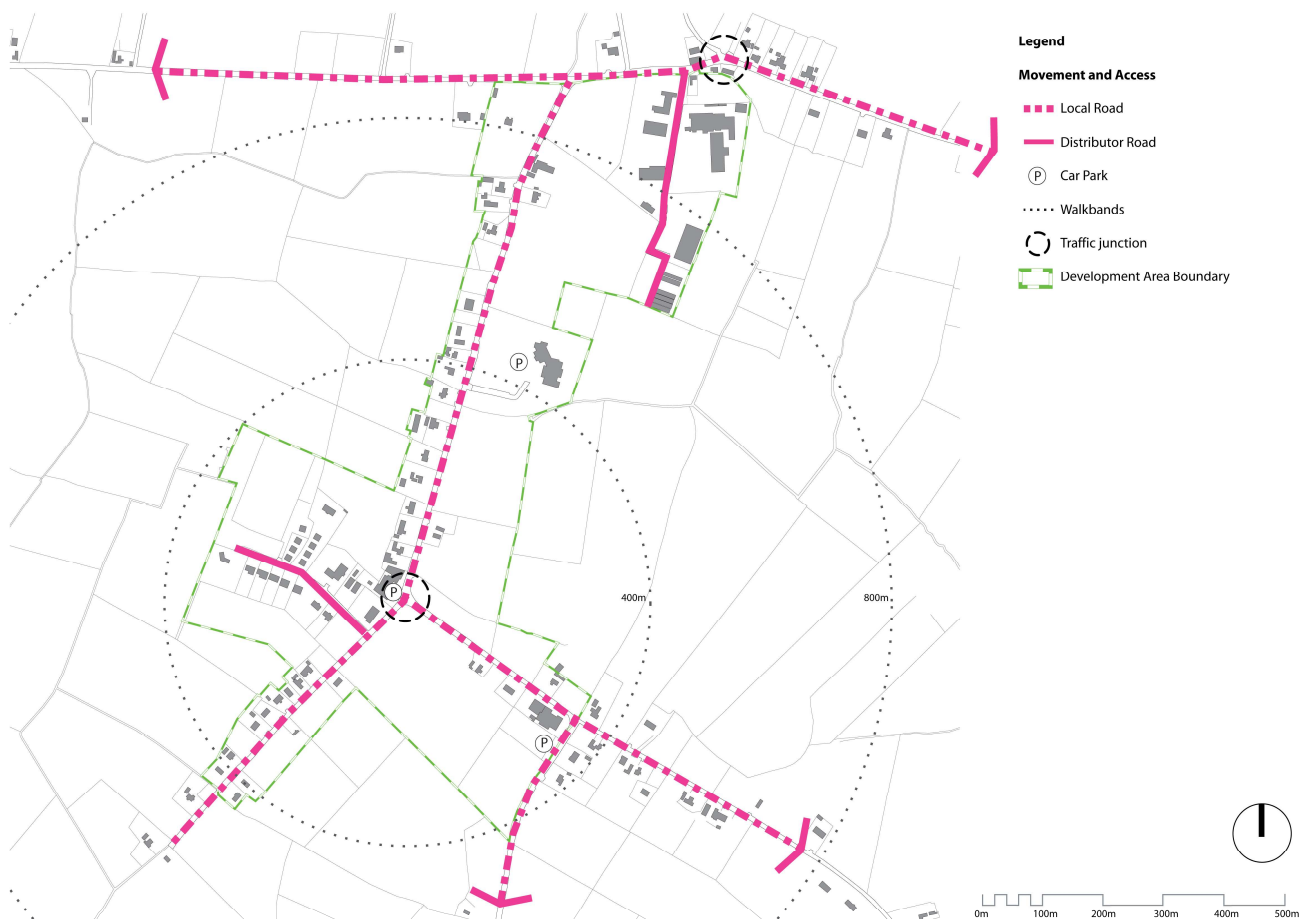 Legend
Movement and Access
Local Road
Distributor Road
P Car Park
Walkbands
Traffic junction
Development Area Boundary
P
P
400m
800m
P
0m 100m 200m 300m 400m 500m